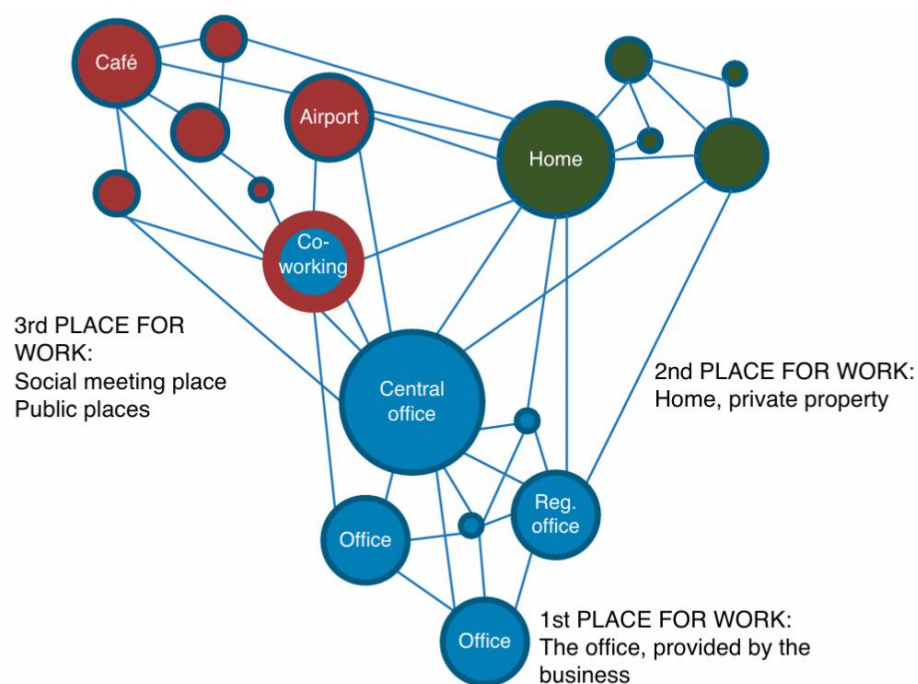 Café
Airport
Home
Co-
working
3rd PLACE FOR
WORK:
Social meeting place
Public places
Central
office
2nd PLACE FOR WORK:
Home, private property
Reg.
office
Office
Office
1st PLACE FOR WORK:
The office, provided by the
business